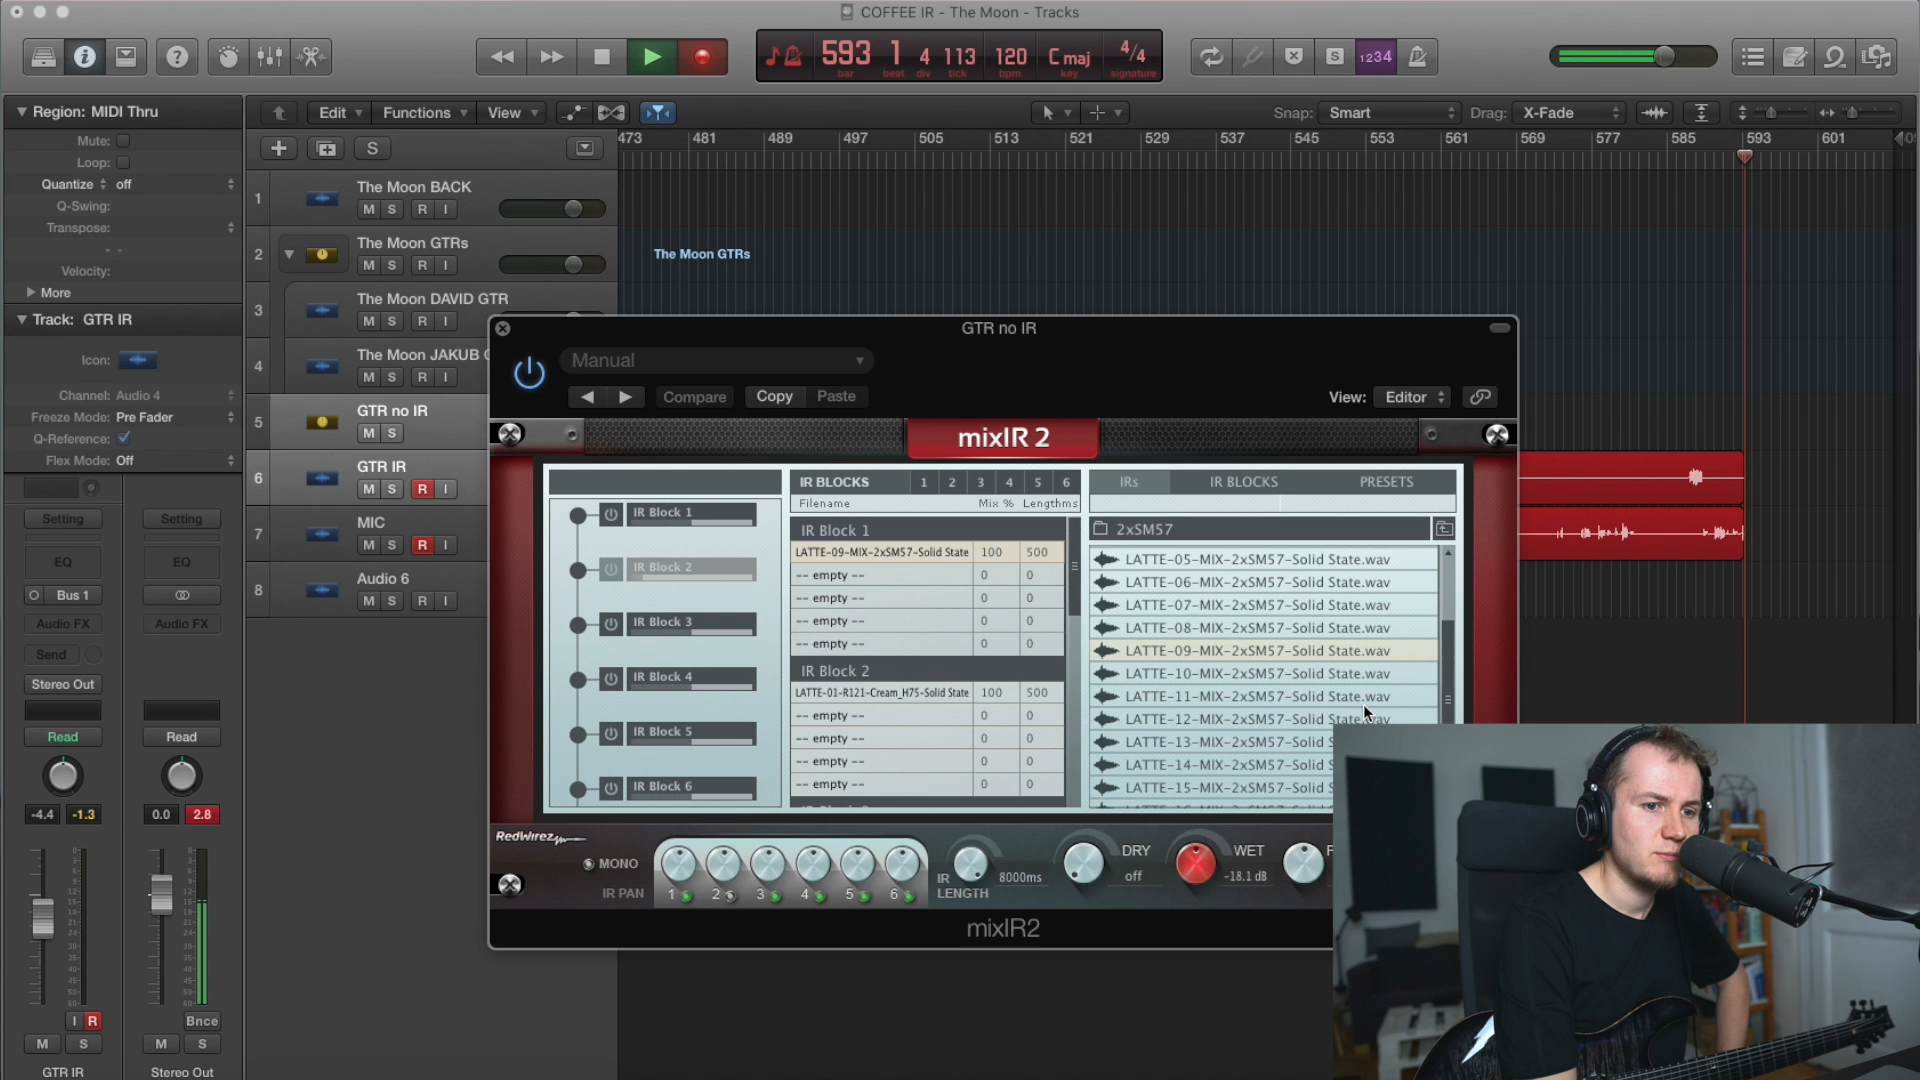 COFFEE IR - The Moon - Tracks
593 1 4 113 120 C maj 4/4
bar beat div tick bpm key signature
S 1234
Region: MIDI Thru
Mute:
Loop:
Quantize off
Q-Swing:
Transpose:
- -
Velocity:
More
Track: GTR IR
Icon:
Channel: Audio 4
Freeze Mode: Pre Fader
Q-Reference:
Flex Mode: Off
Setting Setting
EQ EQ
Bus 1
Audio FX Audio FX
Send
Stereo Out
Read Read
-4.4 -1.3 0.0 2.8
I R Bnce
M S M S
GTR IR Stereo Out
Edit Functions View
Snap: Smart Drag: X-Fade
S
473 481 489 497 505 513 521 529 537 545 553 561 569 577 585 593 601
1 The Moon BACK
M S R I
2 The Moon GTRs
M S R I
The Moon GTRs
3 The Moon DAVID GTR
M S R I
4 The Moon JAKUB
M S R I
5 GTR no IR
M S
6 GTR IR
M S R I
7 MIC
M S R I
8 Audio 6
M S R I
GTR no IR
Manual
Compare Copy Paste
View: Editor
mixIR 2
IR Block 1
IR Block 2
IR Block 3
IR Block 4
IR Block 5
IR Block 6
IR BLOCKS 1 2 3 4 5 6
Filename Mix % Lengthms
IR Block 1
LATTE-09-MIX-2xSM57-Solid State 100 500
-- empty -- 0 0
-- empty -- 0 0
-- empty -- 0 0
-- empty -- 0 0
IR Block 2
LATTE-01-R121-Cream_H75-Solid State 100 500
-- empty -- 0 0
-- empty -- 0 0
-- empty -- 0 0
-- empty -- 0 0
IRs IR BLOCKS PRESETS
2xSM57
LATTE-05-MIX-2xSM57-Solid State.wav
LATTE-06-MIX-2xSM57-Solid State.wav
LATTE-07-MIX-2xSM57-Solid State.wav
LATTE-08-MIX-2xSM57-Solid State.wav
LATTE-09-MIX-2xSM57-Solid State.wav
LATTE-10-MIX-2xSM57-Solid State.wav
LATTE-11-MIX-2xSM57-Solid State.wav
LATTE-12-MIX-2xSM57-Solid State.wav
LATTE-13-MIX-2xSM57-Solid S
LATTE-14-MIX-2xSM57-Solid S
LATTE-15-MIX-2xSM57-Solid S
RedWirez
MONO
IR PAN 1 2 3 4 5 6
IR LENGTH 8000ms
DRY off
WET -18.1 dB
mixIR2